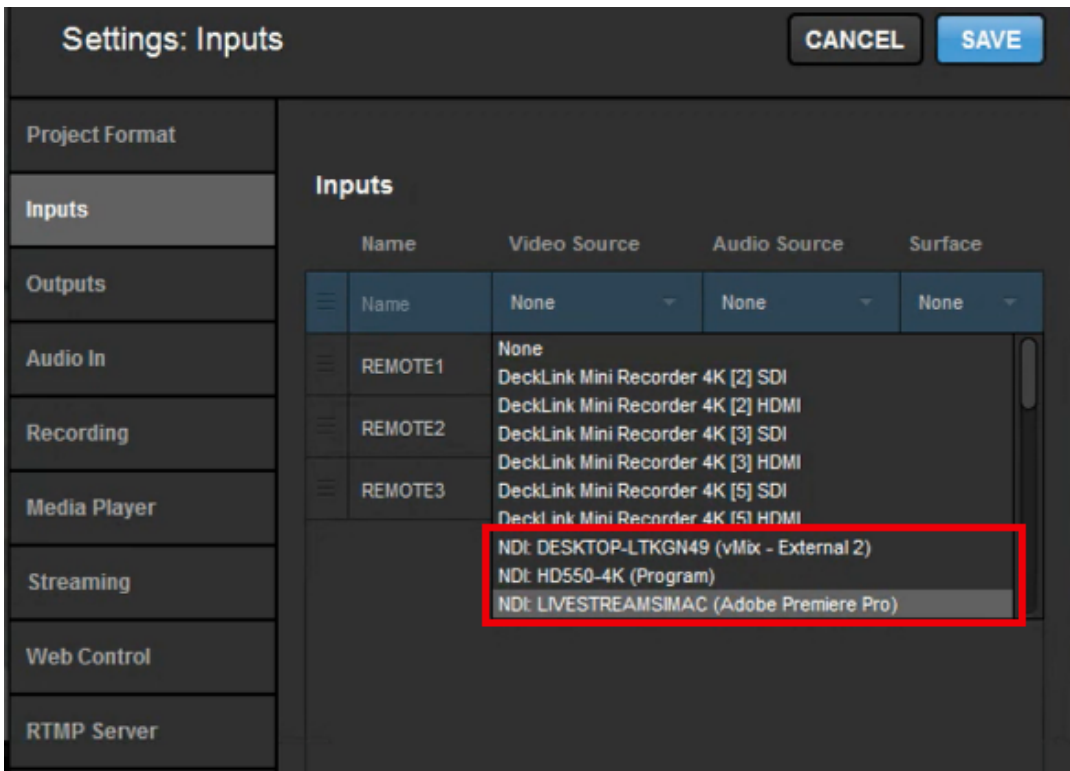 Settings: Inputs
CANCEL
SAVE
Project Format
Inputs
Outputs
Audio In
Recording
Media Player
Streaming
Web Control
RTMP Server
Inputs
Name Video Source Audio Source Surface
Name None None None
REMOTE1
REMOTE2
REMOTE3
None
DeckLink Mini Recorder 4K [2] SDI
DeckLink Mini Recorder 4K [2] HDMI
DeckLink Mini Recorder 4K [3] SDI
DeckLink Mini Recorder 4K [3] HDMI
DeckLink Mini Recorder 4K [5] SDI
DeckLink Mini Recorder 4K [5] HDMI
NDI: DESKTOP-LTKGN49 (vMix - External 2)
NDI: HD550-4K (Program)
NDI: LIVESTREAMSIMAC (Adobe Premiere Pro)